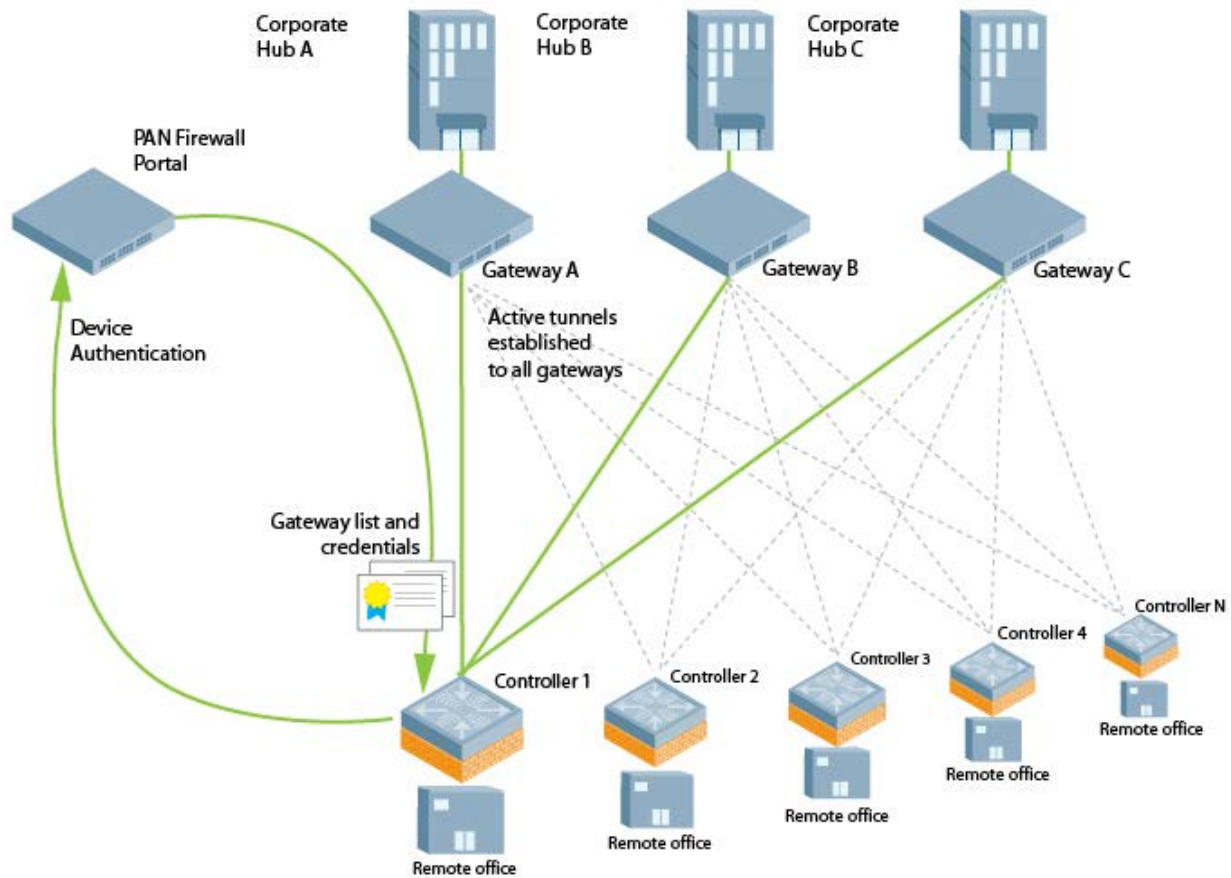 Corporate
Hub A
Corporate
Hub B
Corporate
Hub C
PAN Firewall
Portal
Gateway A
Gateway B
Gateway C
Device
Authentication
Active tunnels
established
to all gateways
Gateway list and
credentials
Controller 1
Controller 2
Controller 3
Controller 4
Controller N
Remote office
Remote office
Remote office
Remote office
Remote office